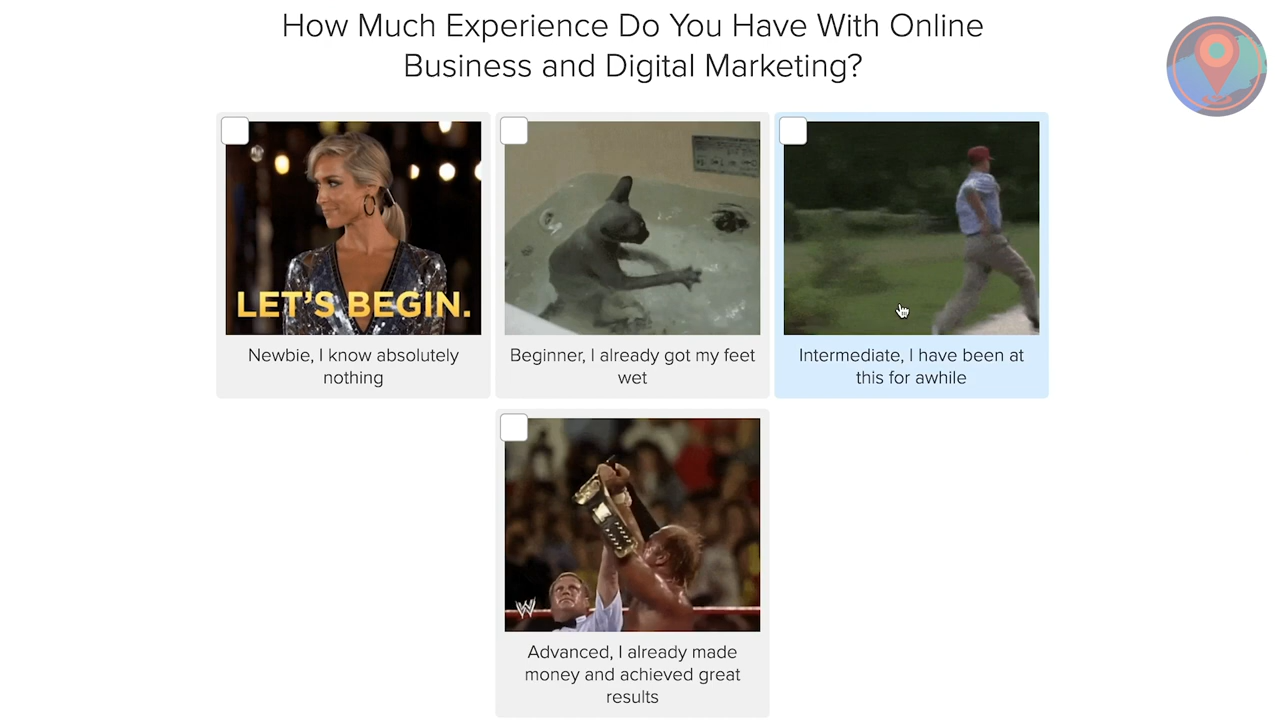 How Much Experience Do You Have With Online
Business and Digital Marketing?
LET'S BEGIN.
Newbie, I know absolutely
nothing
Beginner, I already got my feet
wet
Intermediate, I have been at
this for awhile
W
Advanced, I already made
money and achieved great
results